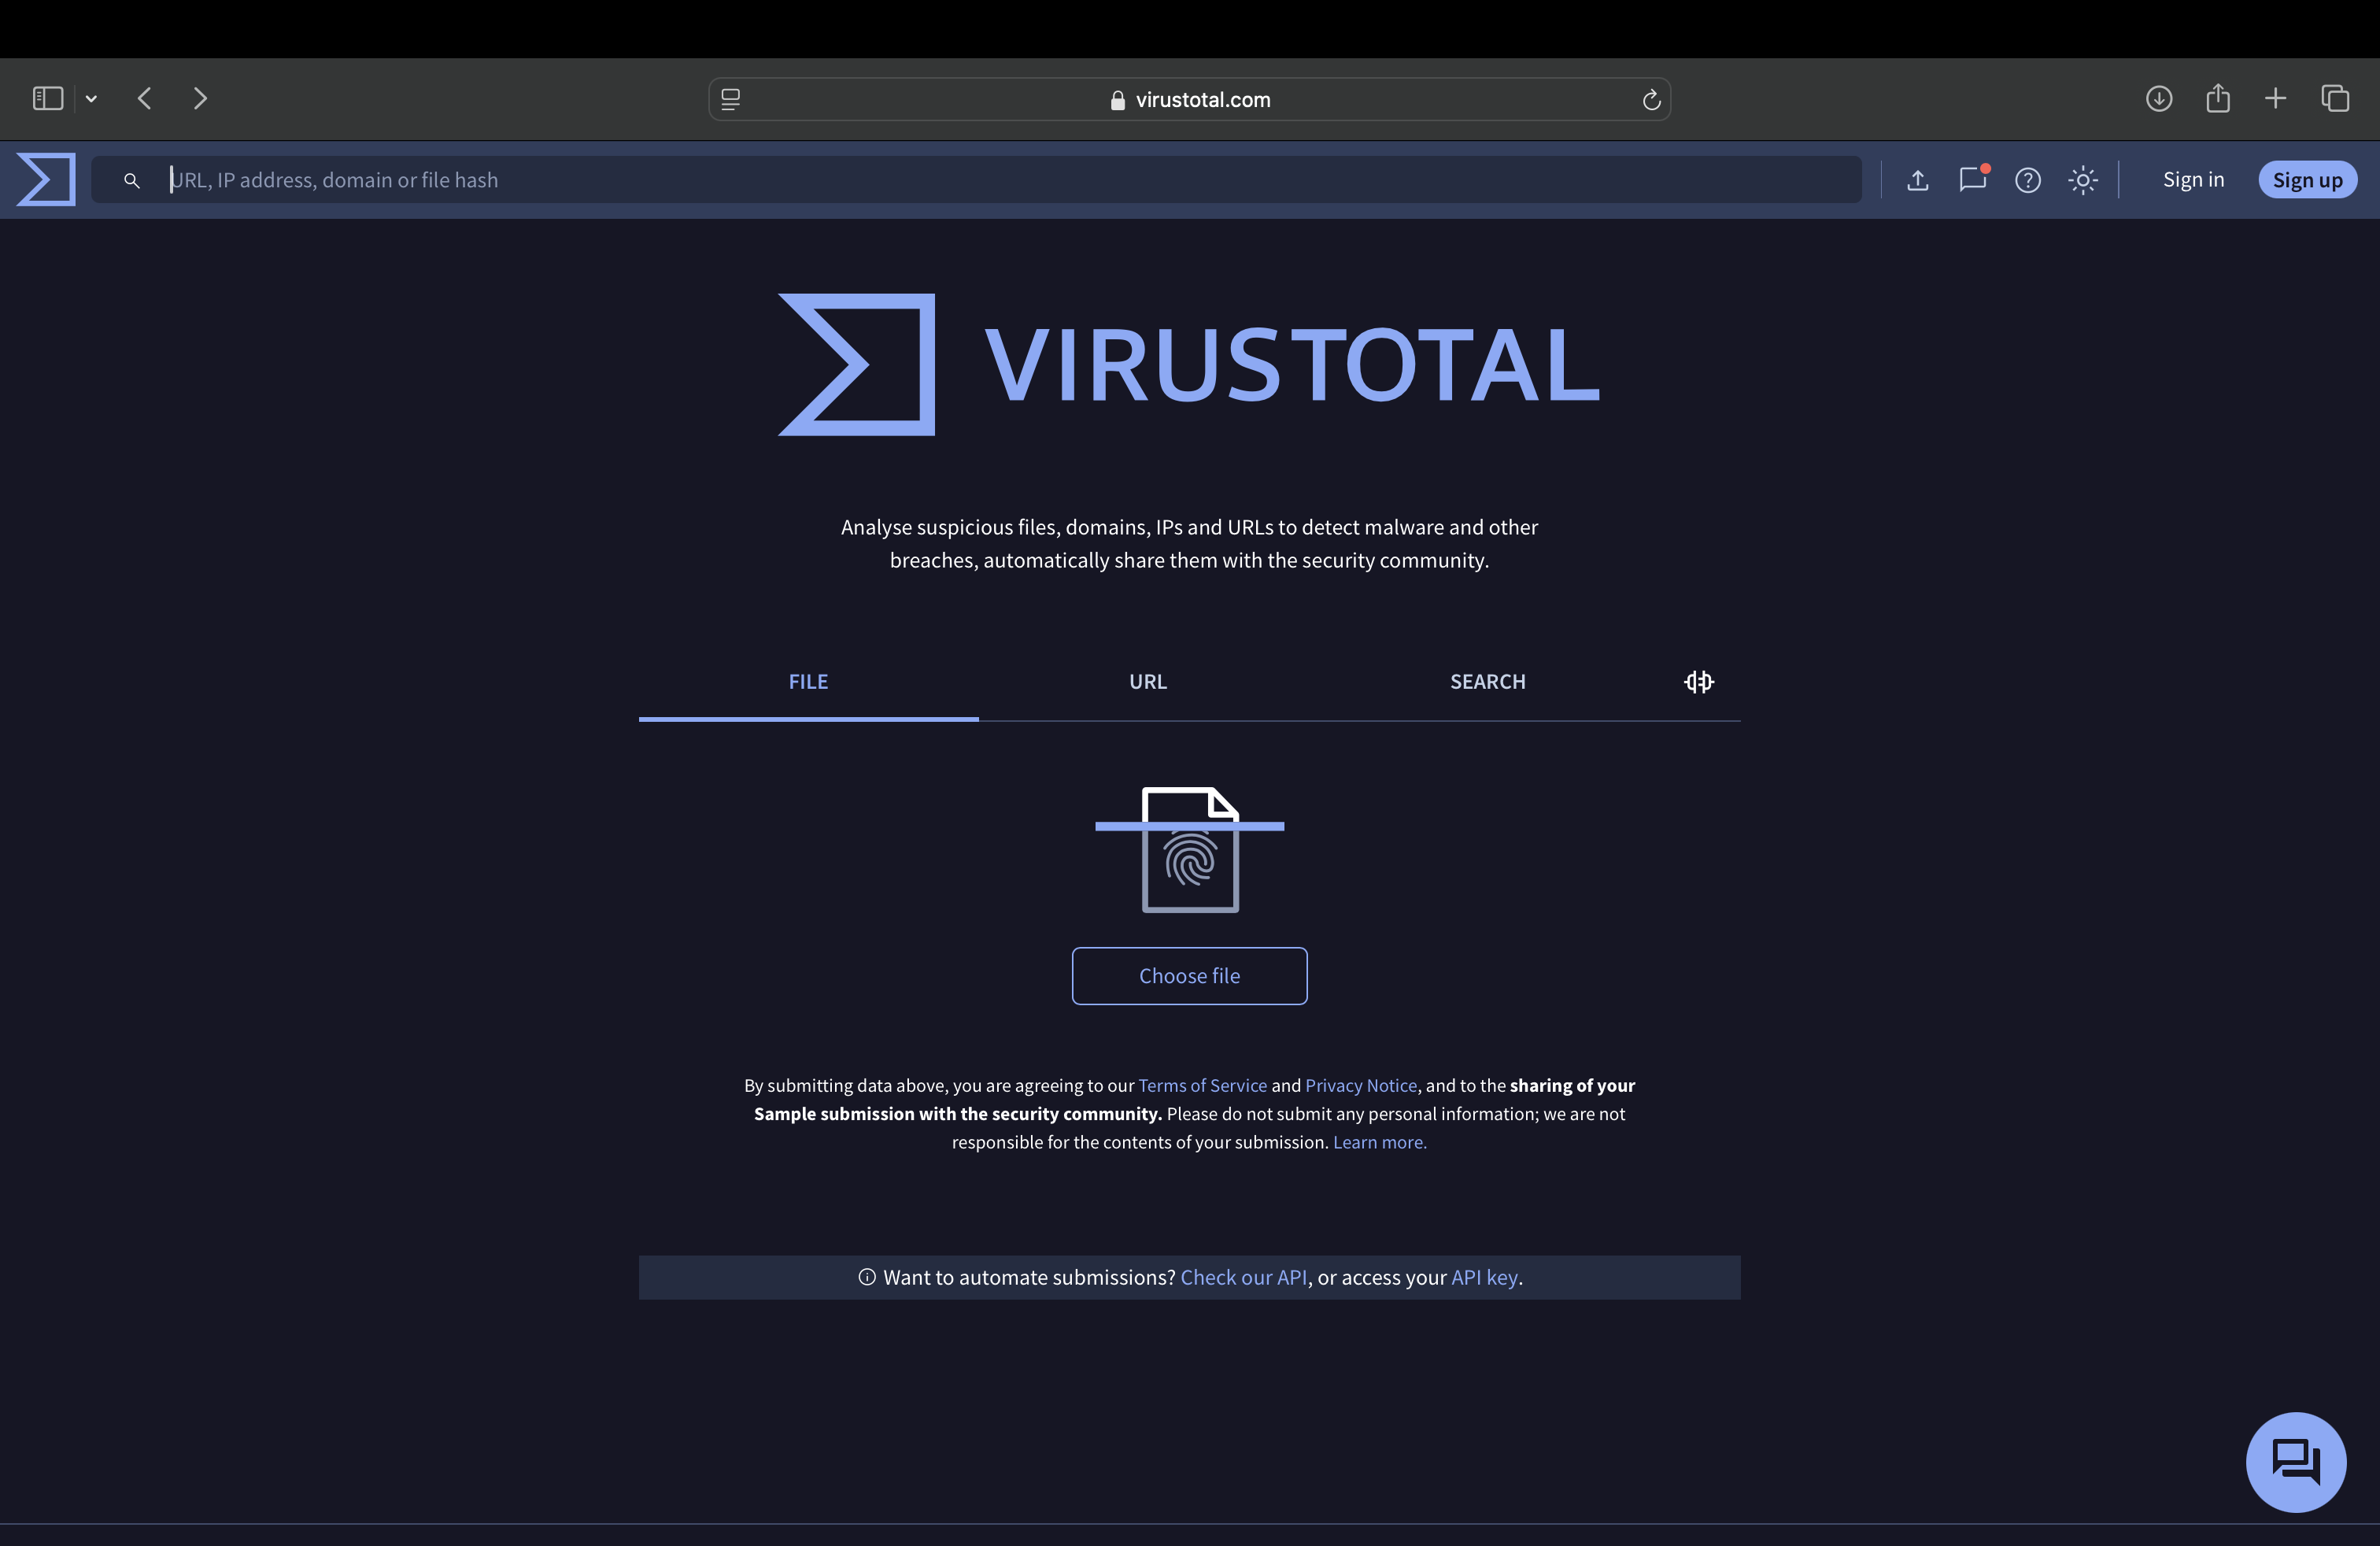 virustotal.com
URL, IP address, domain or file hash
Sign in
Sign up
VIRUSTOTAL
Analyse suspicious files, domains, IPs and URLs to detect malware and other
breaches, automatically share them with the security community.
FILE
URL
SEARCH
Choose file
By submitting data above, you are agreeing to our Terms of Service and Privacy Notice, and to the sharing of your
Sample submission with the security community. Please do not submit any personal information; we are not
responsible for the contents of your submission. Learn more.
Want to automate submissions? Check our API, or access your API key.